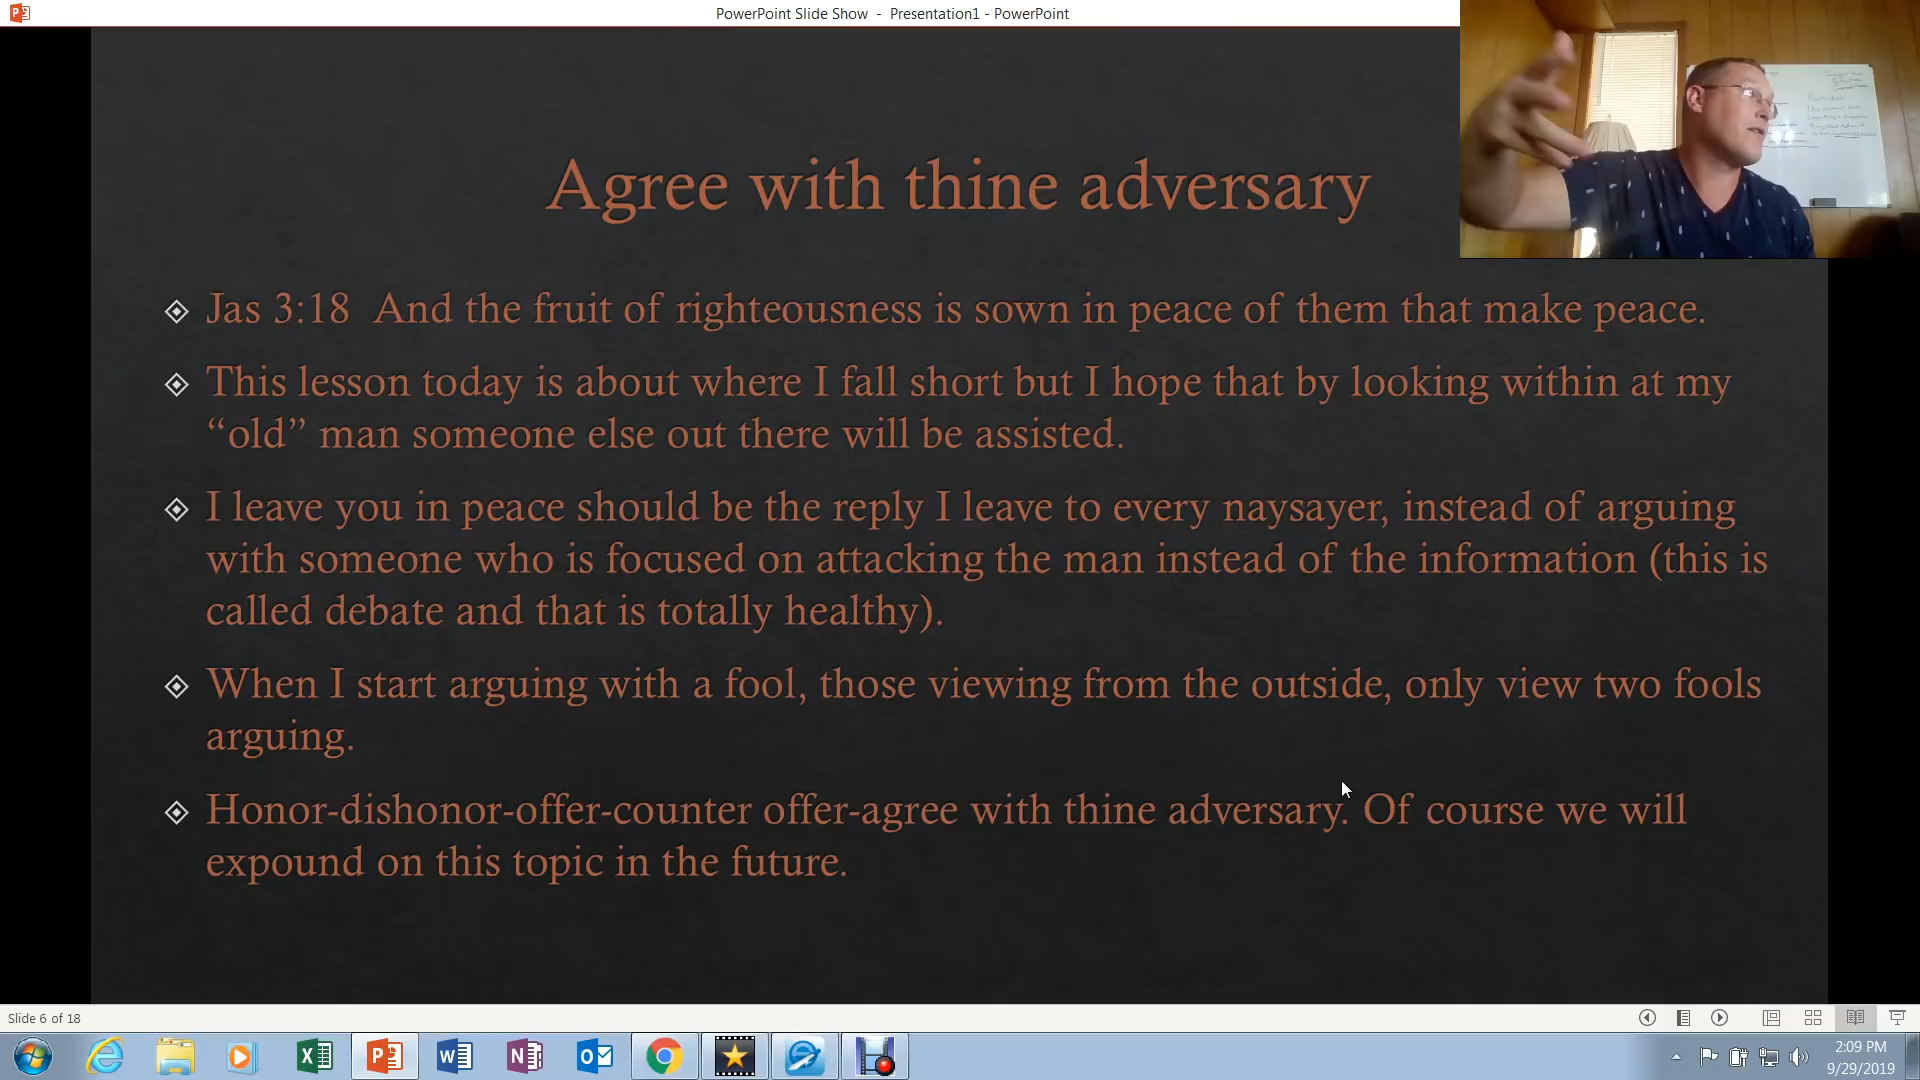 PowerPoint Slide Show - Presentation1 - PowerPoint
Agree with thine adversary
Jas 3:18  And the fruit of righteousness is sown in peace of them that make peace.
This lesson today is about where I fall short but I hope that by looking within at my
“old” man someone else out there will be assisted.
I leave you in peace should be the reply I leave to every naysayer, instead of arguing
with someone who is focused on attacking the man instead of the information (this is
called debate and that is totally healthy).
When I start arguing with a fool, those viewing from the outside, only view two fools
arguing.
Honor-dishonor-offer-counter offer-agree with thine adversary. Of course we will
expound on this topic in the future.
Slide 6 of 18
2:09 PM
9/29/2019